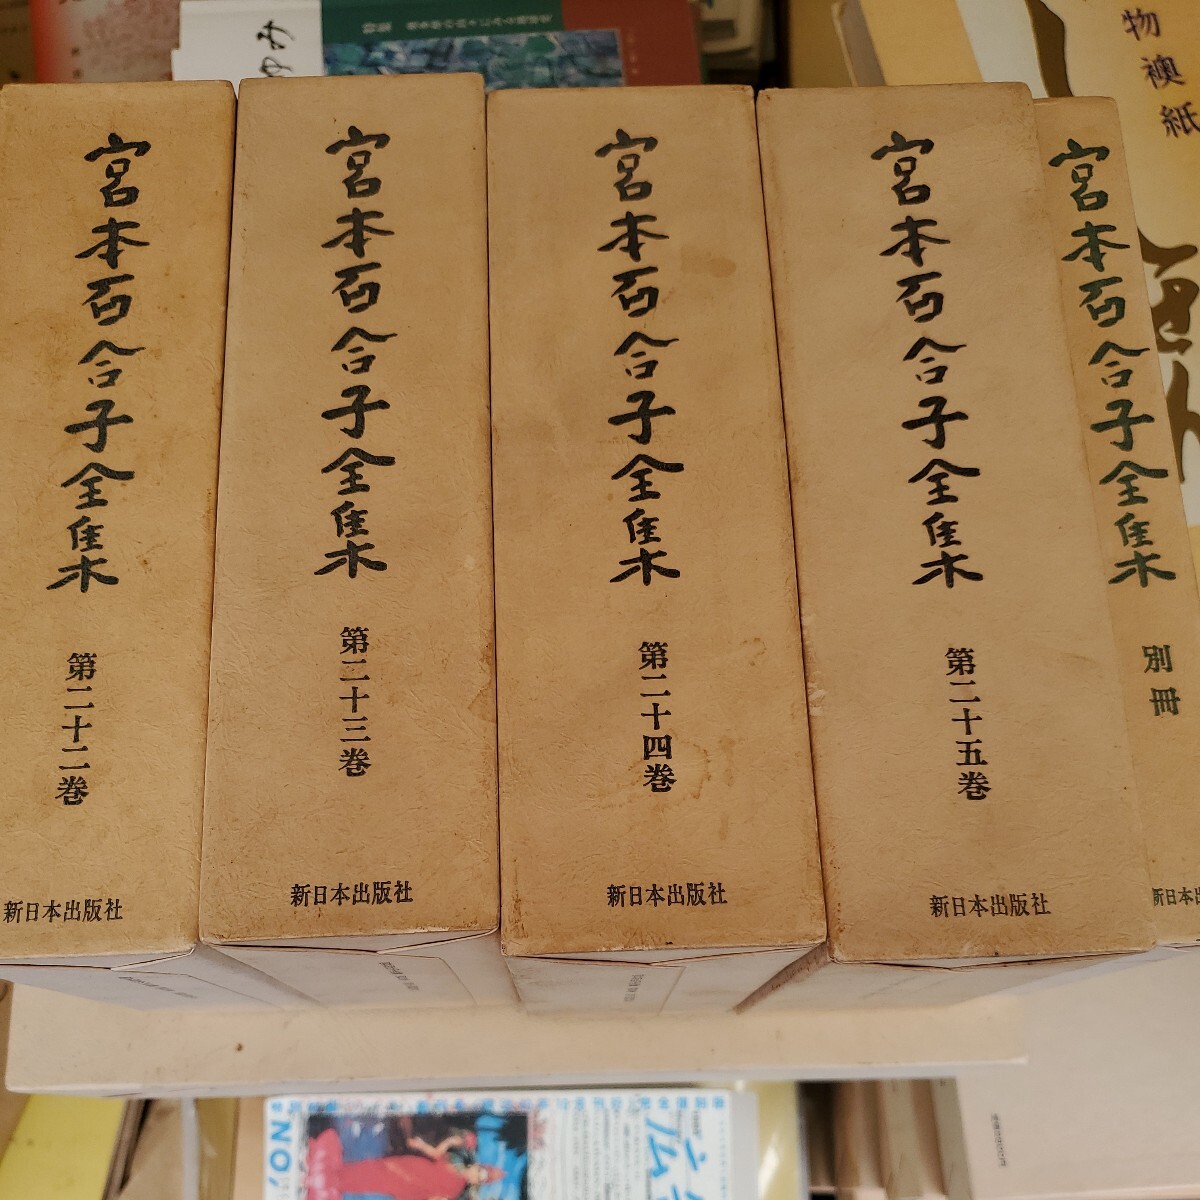 宮本百合子全集
第二十二巻
新日本出版社
宮本百合子全集
第二十三巻
新日本出版社
宮本百合子全集
第二十四巻
新日本出版社
宮本百合子全集
第二十五巻
新日本出版社
宮本百合子全集
別冊
新日本出
物襖紙